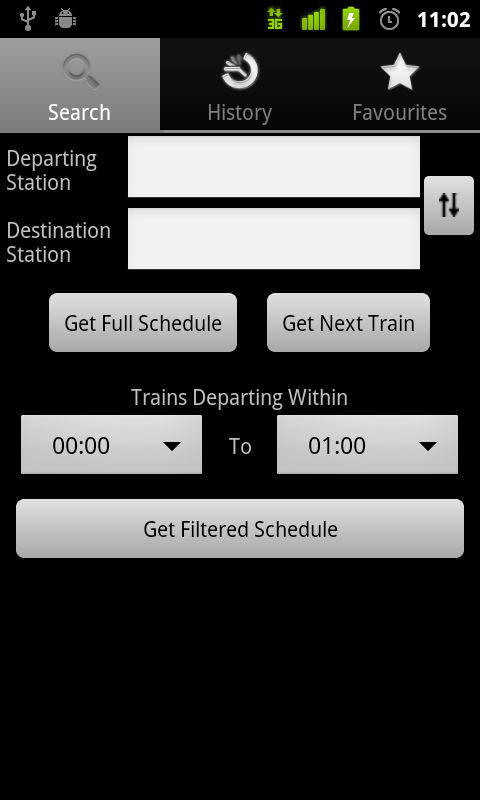 3G 11:02
Search History Favourites
Departing
Station
Destination
Station
Get Full Schedule Get Next Train
Trains Departing Within
00:00 To 01:00
Get Filtered Schedule